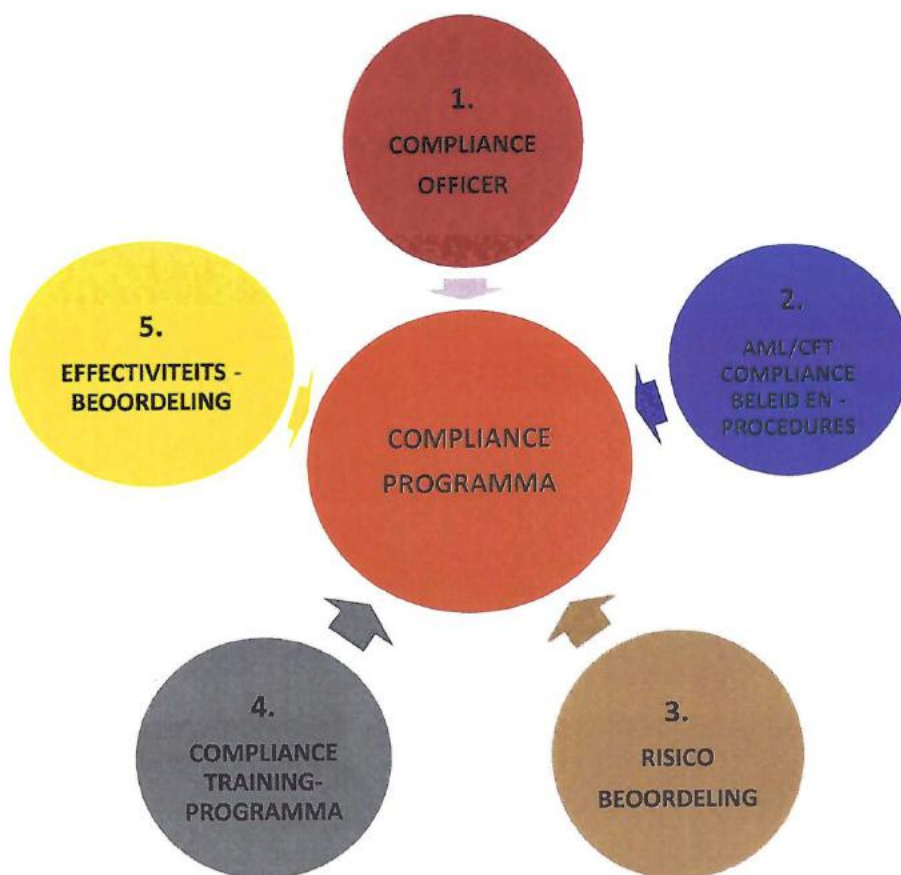 1.
COMPLIANCE
OFFICER
2.
AML/CFT
COMPLIANCE
BELEID EN -
PROCEDURES
3.
RISICO
BEOORDELING
4.
COMPLIANCE
TRAINING-
PROGRAMMA
5.
EFFECTIVITEITS -
BEOORDELING
COMPLIANCE
PROGRAMMA